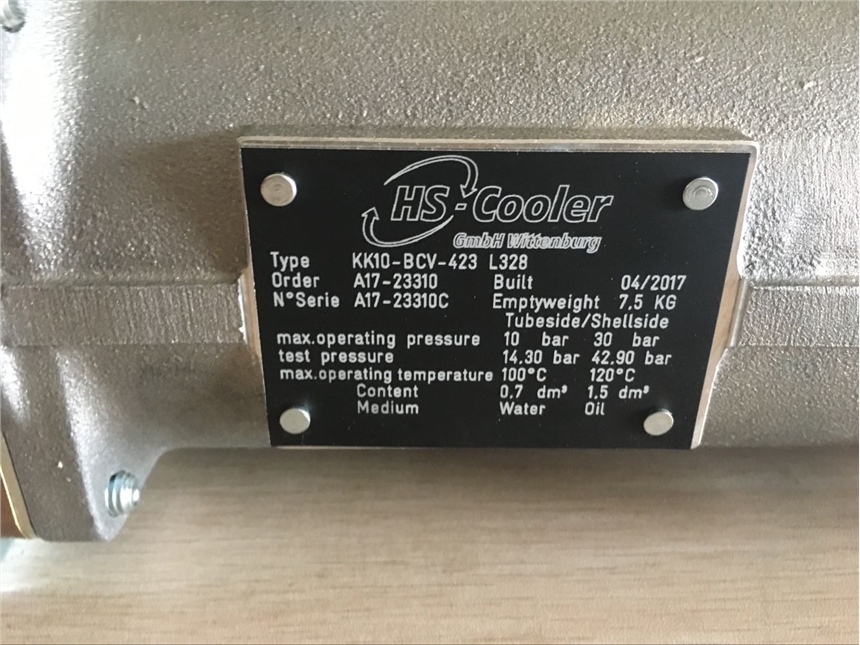 HS-Cooler
GmbH Wittenburg
Type KK10-BCV-423 L328
Order A17-23310 Built 04/2017
N°Serie A17-23310C Emptyweight 7.5 KG
Tubeside/Shellside
max.operating pressure 10 bar 30 bar
test pressure 14.30 bar 42.90 bar
max.operating temperature 100°C 120°C
Content 0.7 dm³ 1.5 dm³
Medium Water Oil